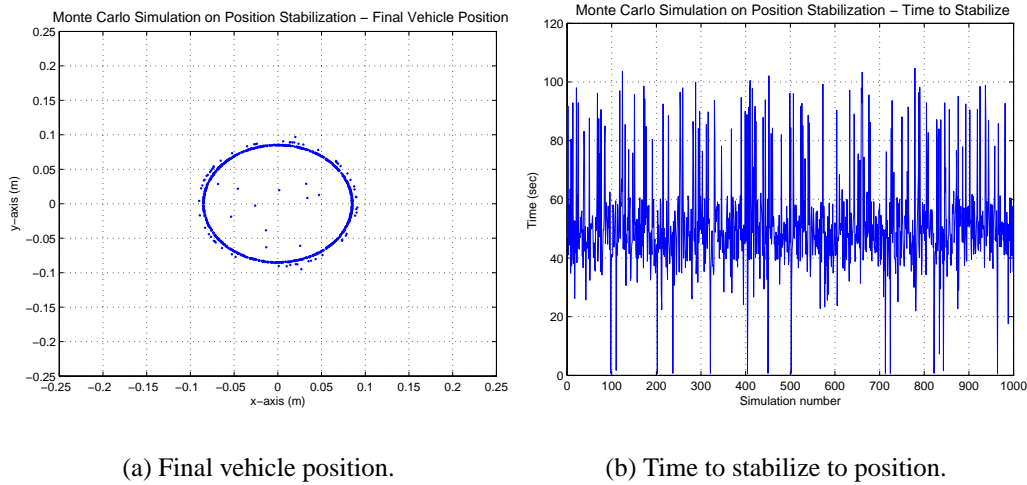 Monte Carlo Simulation on Position Stabilization − Final Vehicle Position
0.25
0.2
0.15
0.1
0.05
0
−0.05
−0.1
−0.15
−0.2
−0.25
y−axis (m)
−0.25 −0.2 −0.15 −0.1 −0.05 0 0.05 0.1 0.15 0.2 0.25
x−axis (m)
(a) Final vehicle position.
Monte Carlo Simulation on Position Stabilization − Time to Stabilize
120
100
80
60
40
20
0
Time (sec)
0 100 200 300 400 500 600 700 800 900 1000
Simulation number
(b) Time to stabilize to position.